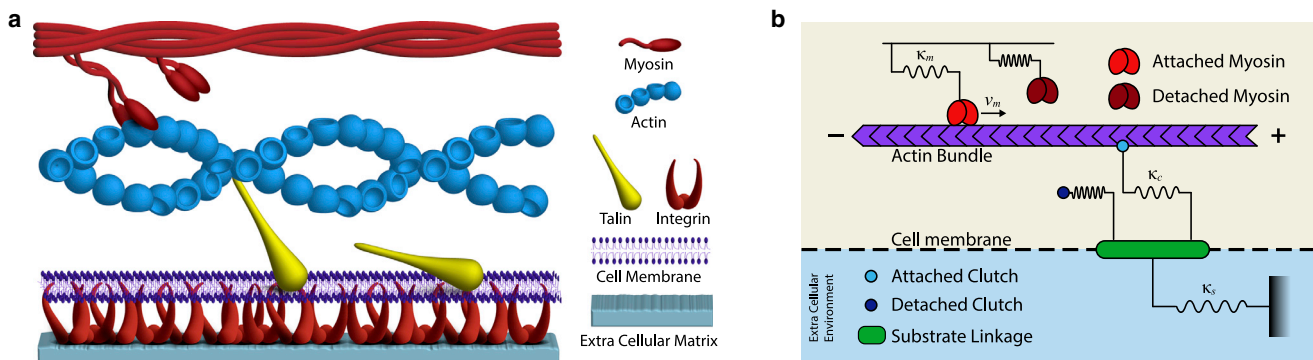 a
Myosin
Actin
Talin
Integrin
Cell Membrane
Extra Cellular Matrix
b
κm
Attached Myosin
Detached Myosin
vm
−
+
Actin Bundle
κc
Cell membrane
Extra Cellular
Environment
Attached Clutch
Detached Clutch
Substrate Linkage
κs